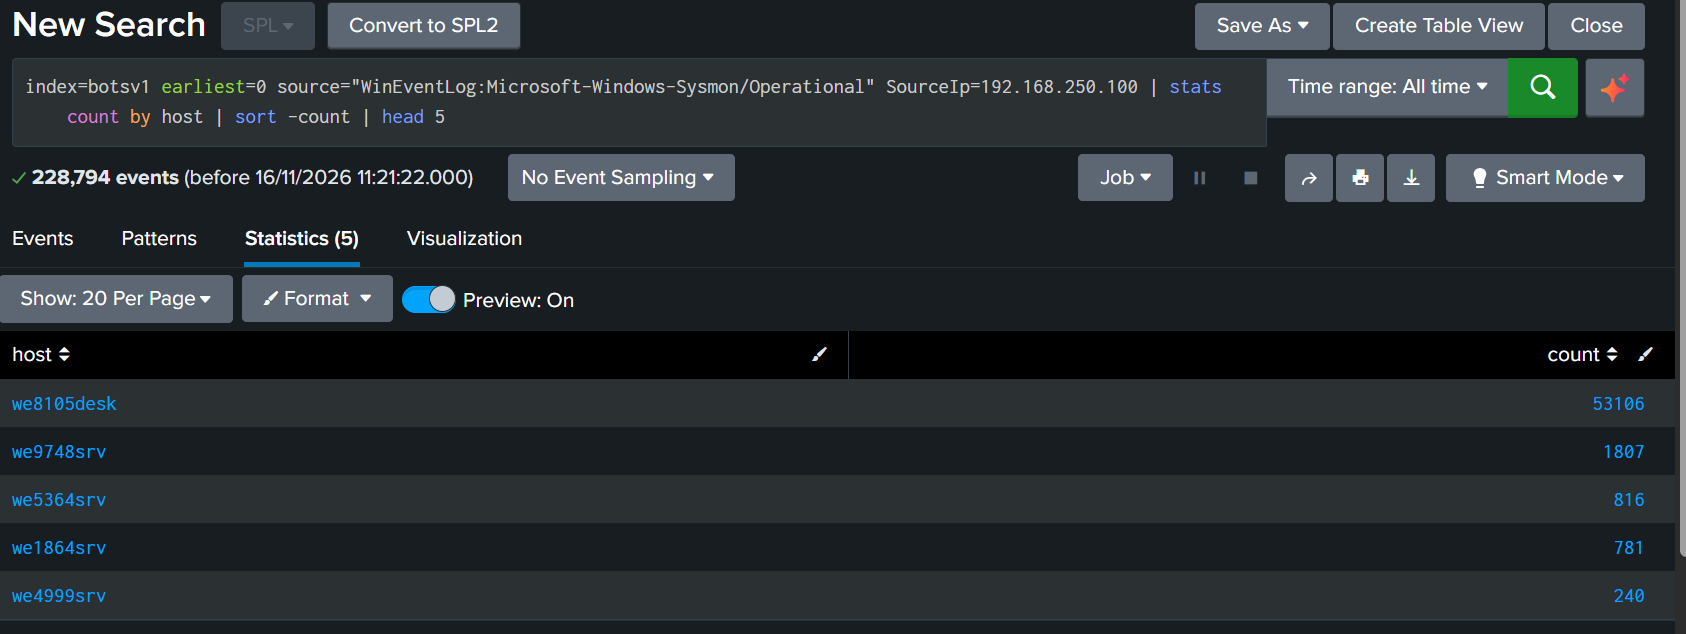 New Search SPL Convert to SPL2 Save As Create Table View Close
index=botsv1 earliest=0 source="WinEventLog:Microsoft-Windows-Sysmon/Operational" SourceIp=192.168.250.100 | stats Time range: All time
count by host | sort -count | head 5
228,794 events (before 16/11/2026 11:21:22.000) No Event Sampling Job Smart Mode
Events Patterns Statistics (5) Visualization
Show: 20 Per Page Format Preview: On
host count
we8105desk 53106
we9748srv 1807
we5364srv 816
we1864srv 781
we4999srv 240